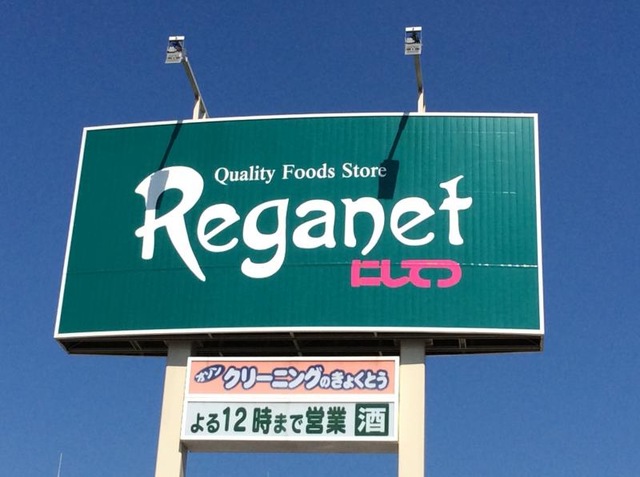 Quality Foods Store
Reganet
にしてつ
オゾン クリーニングのきょくとう
よる12時まで営業 酒